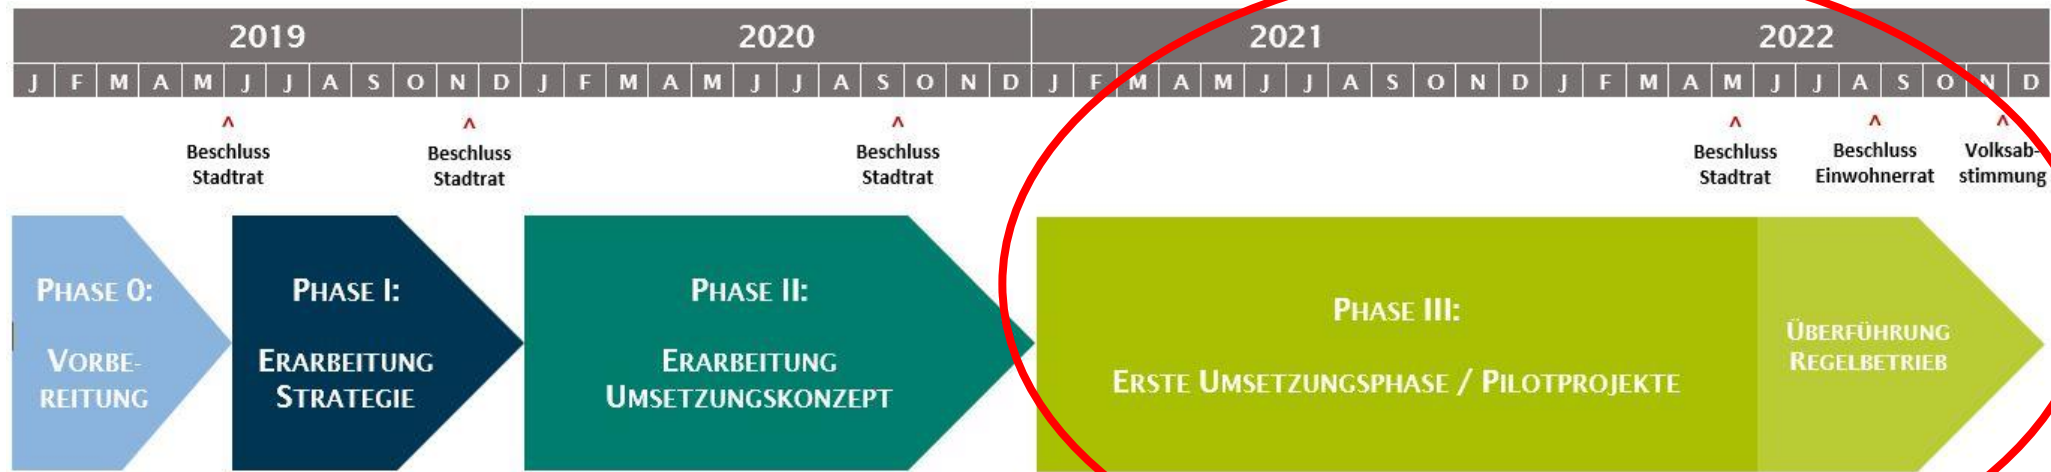 2019 2020 2021 2022
J F M A M J J A S O N D J F M A M J J A S O N D J F M A M J J A S O N D J F M A M J J A S O N D
^ ^ ^ ^ ^ ^
Beschluss
Stadtrat
Beschluss
Stadtrat
Beschluss
Stadtrat
Beschluss
Stadtrat
Beschluss
Einwohnerrat
Volksab-
stimmung
PHASE 0:
VORBE-
REITUNG
PHASE I:
ERARBEITUNG
STRATEGIE
PHASE II:
ERARBEITUNG
UMSETZUNGSKONZEPT
PHASE III:
ERSTE UMSETZUNGSPHASE / PILOTPROJEKTE
ÜBERFÜHRUNG
REGELBETRIEB